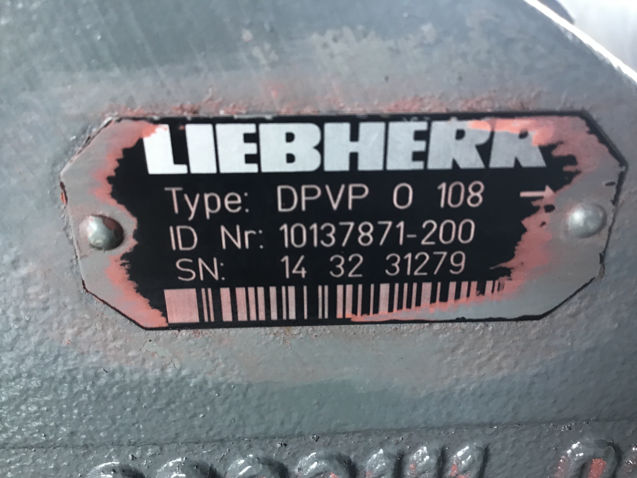 LIEBHERR
Type: DPVP O 108 →
ID Nr: 10137871-200
SN: 14 32 31279